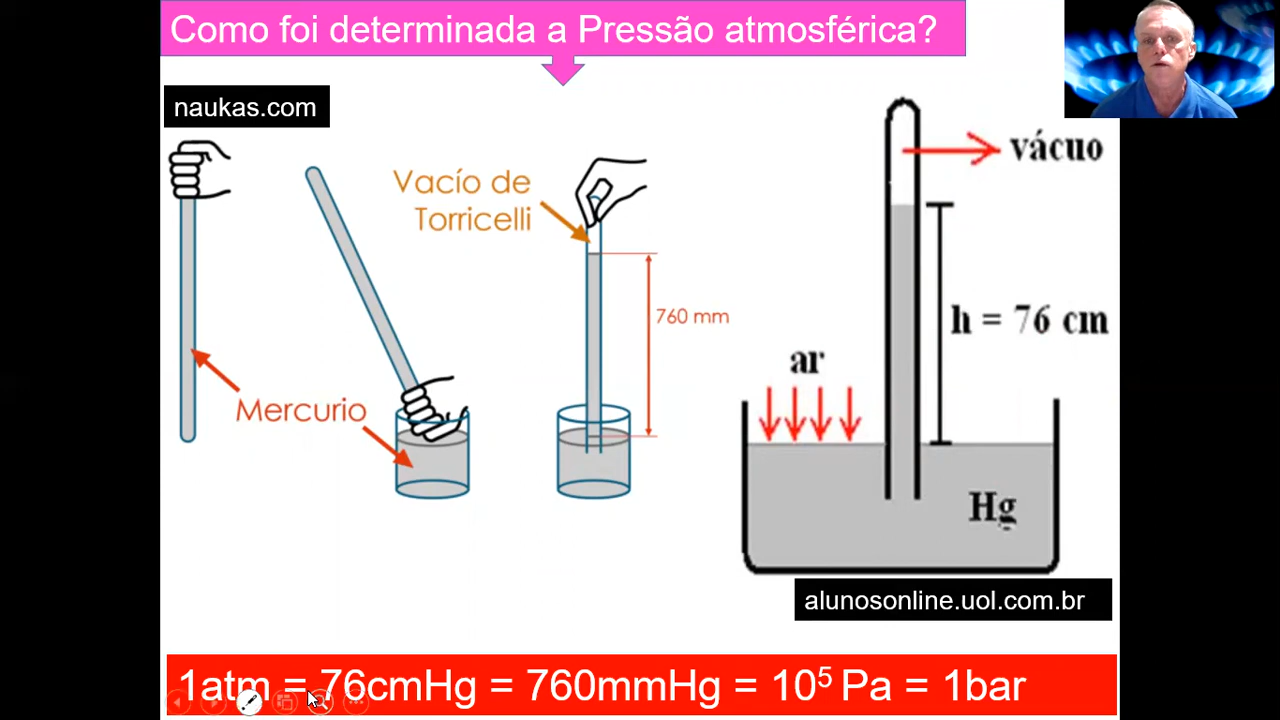 Como foi determinada a Pressão atmosférica?
naukas.com
Vacío de
Torricelli
760 mm
Mercurio
vácuo
h = 76 cm
ar
Hg
alunosonline.uol.com.br
1atm = 76cmHg = 760mmHg = 10⁵ Pa = 1bar